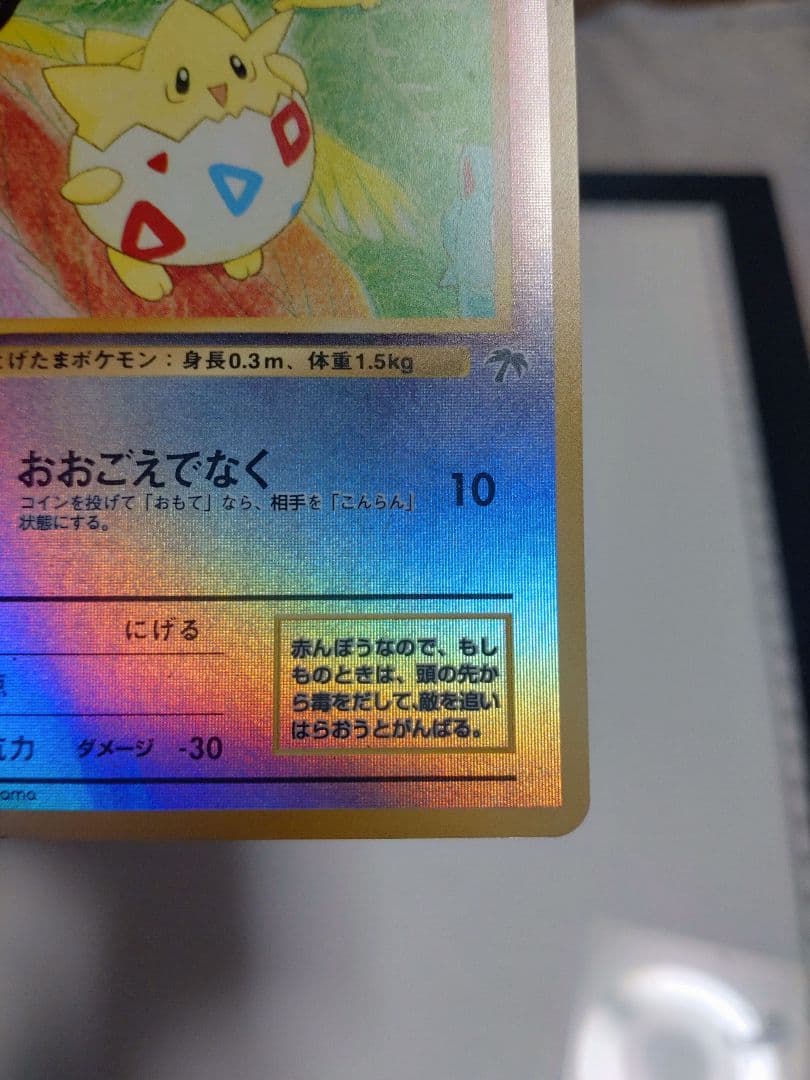 げたまポケモン：身長0.3m、体重1.5kg
おおごえでなく 10
コインを投げて「おもて」なら、相手を「こんらん」
状態にする。
にげる
抗力 ダメージ -30
赤んぼうなので、もし
ものときは、頭の先か
ら毒をだして、敵を追い
はらおうとがんばる。
ama